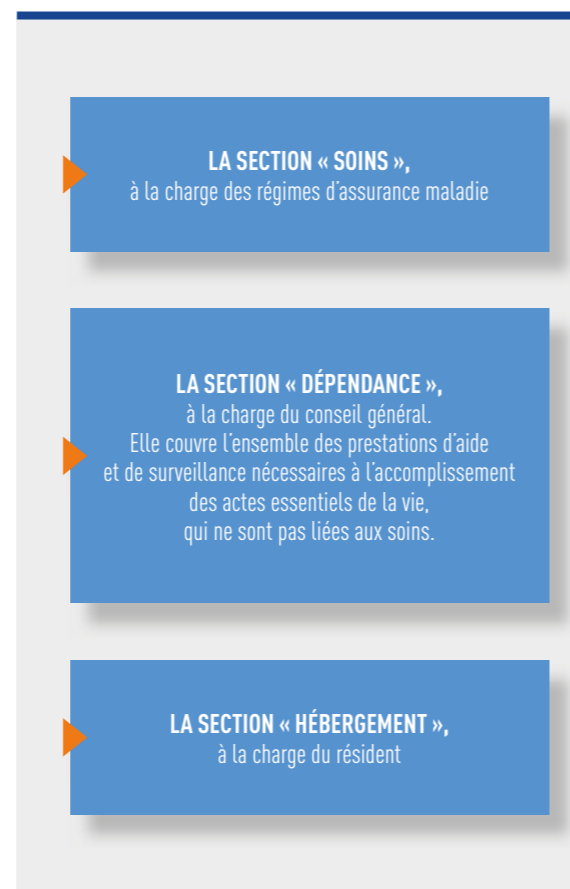 LA SECTION « SOINS »,
à la charge des régimes d'assurance maladie
LA SECTION « DÉPENDANCE »,
à la charge du conseil général.
Elle couvre l'ensemble des prestations d'aide
et de surveillance nécessaires à l'accomplissement
des actes essentiels de la vie,
qui ne sont pas liées aux soins.
LA SECTION « HÉBERGEMENT »,
à la charge du résident